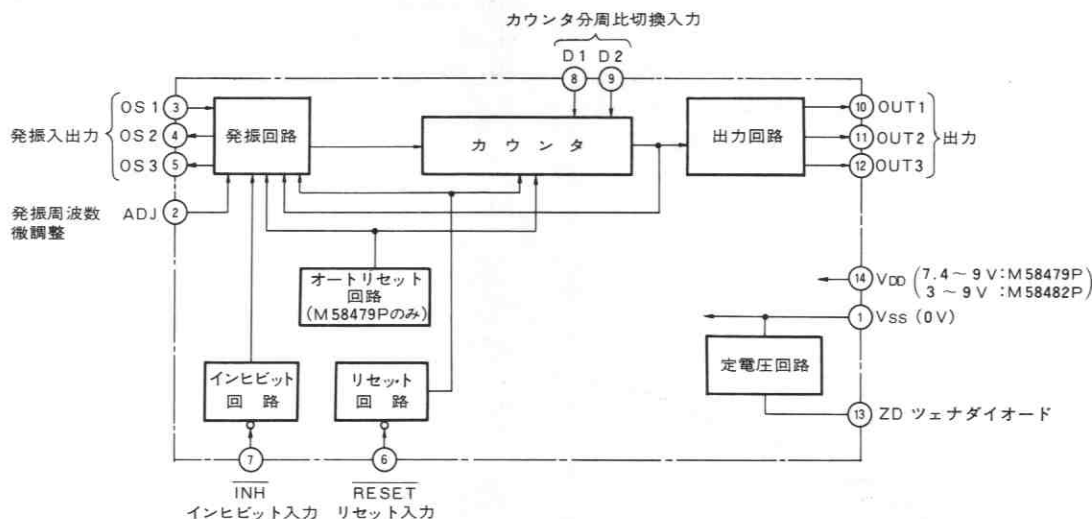 カウンタ分周比切換入力
D1 D2
8 9
発振入出力
OS1 3
OS2 4
OS3 5
発振回路
カウンタ
出力回路
10 OUT1
11 OUT2
12 OUT3
出力
発振周波数
微調整
ADJ 2
オートリセット
回路
(M58479Pのみ)
14 VDD (7.4～9V:M58479P
3～9V:M58482P)
1 VSS (0V)
インヒビット
回路
リセット
回路
定電圧回路
13 ZD ツェナダイオード
7 6
INH RESET
インヒビット入力 リセット入力